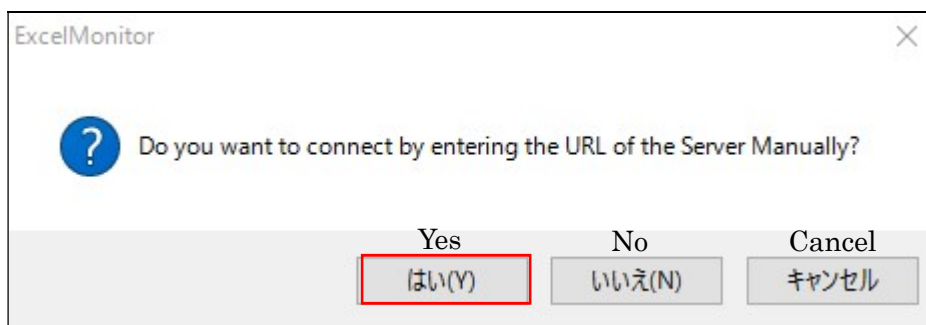 ExcelMonitor
Do you want to connect by entering the URL of the Server Manually?
Yes No Cancel
はい(Y) いいえ(N) キャンセル